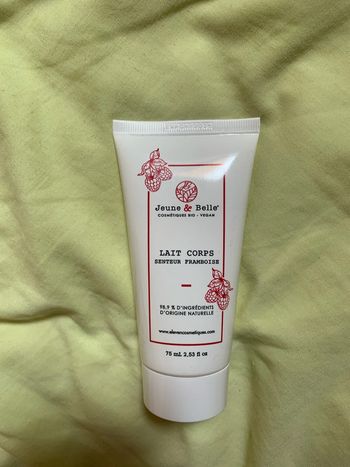 Jeune & Belle®
COSMÉTIQUES BIO - VEGAN
LAIT CORPS
SENTEUR FRAMBOISE
98,9 % D'INGRÉDIENTS
D'ORIGINE NATURELLE
www.elevencosmetiques.com
75 mL 2,53 fl oz